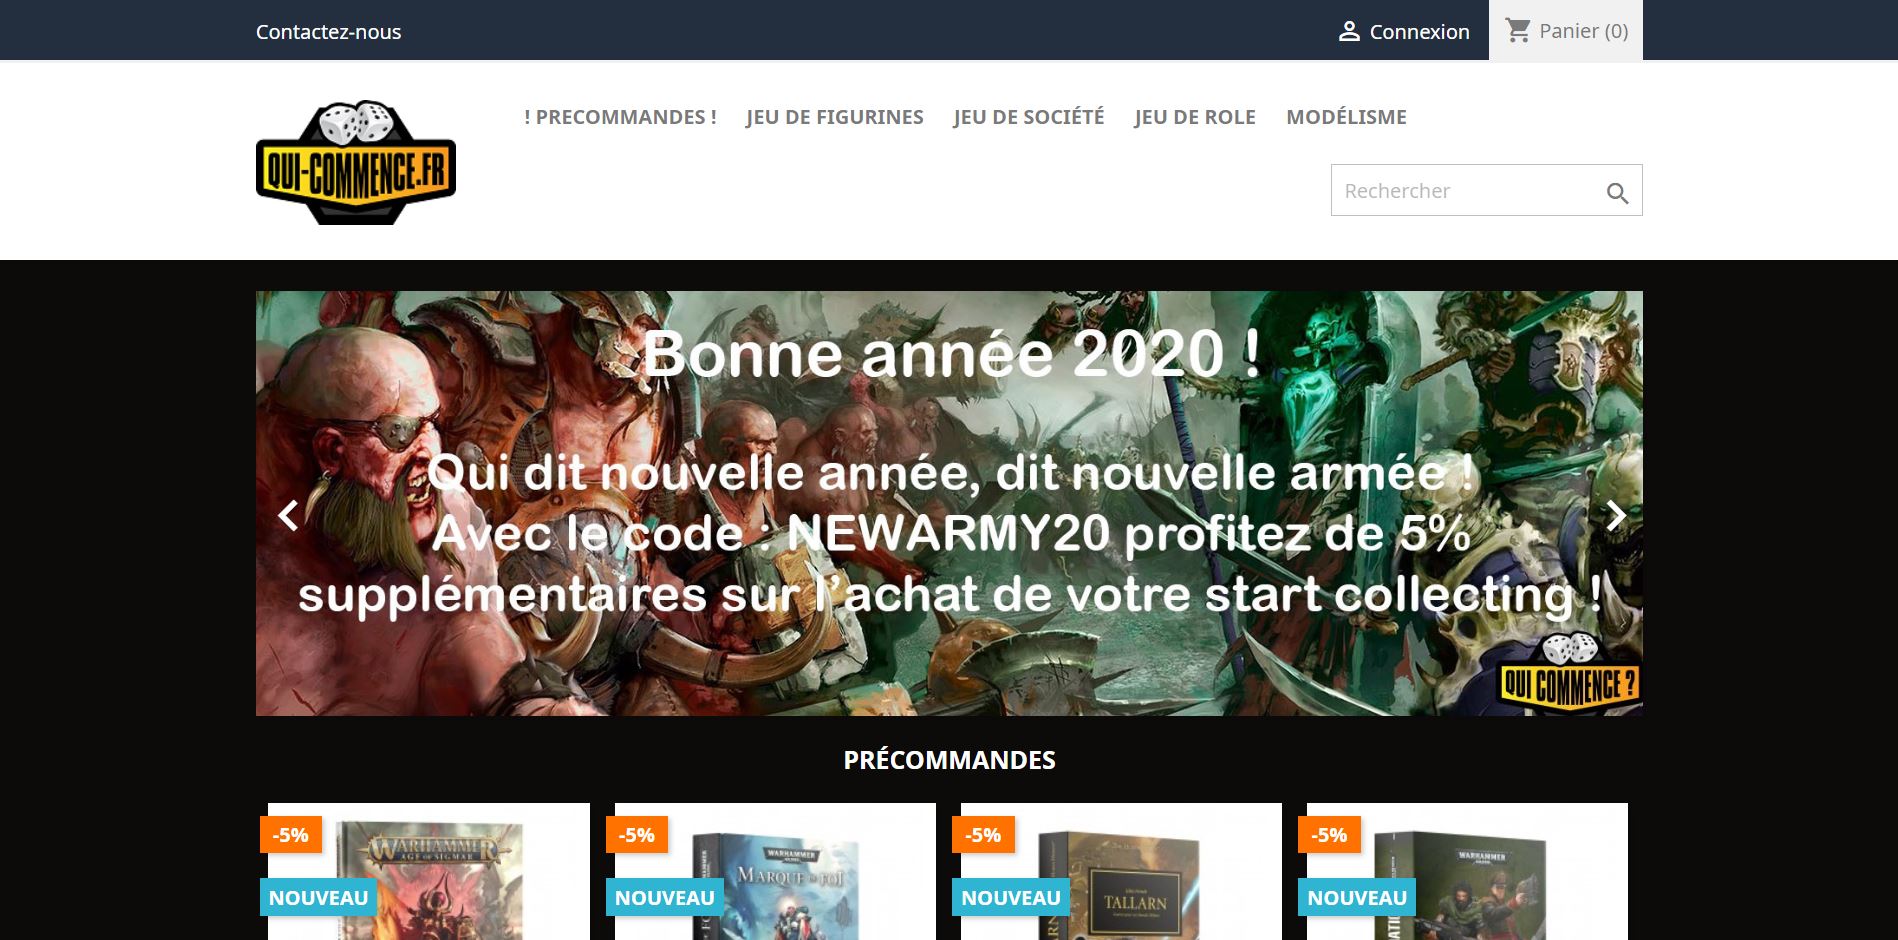 Contactez-nous
Connexion
Panier (0)
QUI-COMMENCE.FR
! PRECOMMANDES !
JEU DE FIGURINES
JEU DE SOCIÉTÉ
JEU DE ROLE
MODÉLISME
Rechercher
Bonne année 2020 !
Qui dit nouvelle année, dit nouvelle armée !
Avec le code : NEWARMY20 profitez de 5%
supplémentaires sur l’achat de votre start collecting !
QUI COMMENCE ?
PRÉCOMMANDES
-5%
NOUVEAU
WARHAMMER
AGE OF SIGMAR
-5%
NOUVEAU
WARHAMMER
MARQUE DE FOI
-5%
NOUVEAU
TALLARN
-5%
NOUVEAU
WARHAMMER